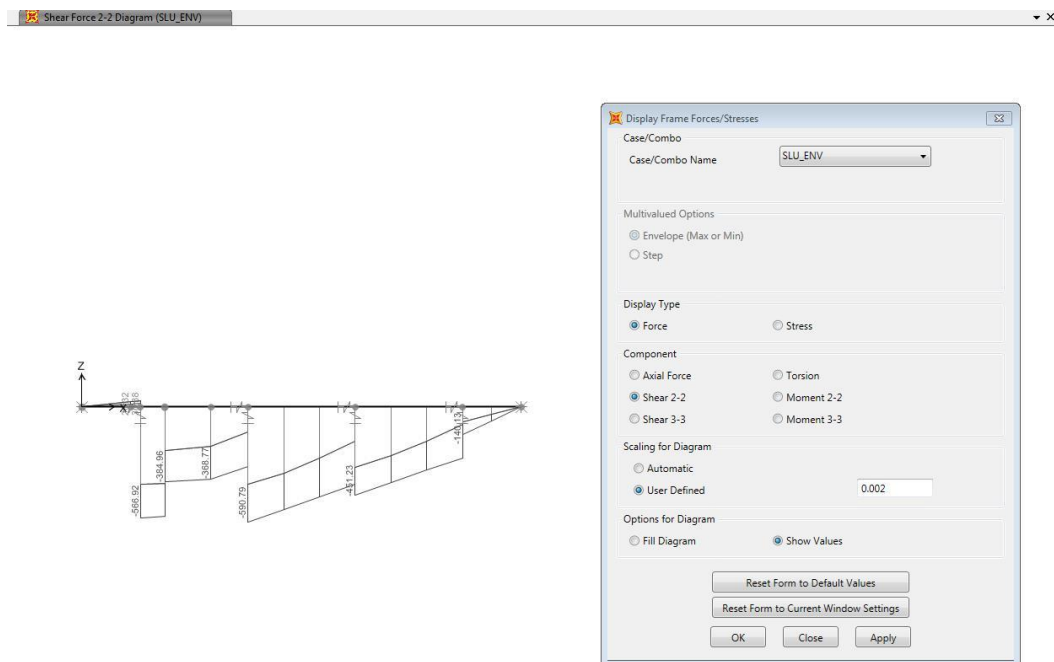 Shear Force 2-2 Diagram (SLU_ENV)
Display Frame Forces/Stresses
Case/Combo
Case/Combo Name
SLU_ENV
Multivalued Options
Envelope (Max or Min)
Step
Display Type
Force
Stress
Component
Axial Force
Torsion
Shear 2-2
Moment 2-2
Shear 3-3
Moment 3-3
Scaling for Diagram
Automatic
User Defined
0.002
Options for Diagram
Fill Diagram
Show Values
Reset Form to Default Values
Reset Form to Current Window Settings
OK
Close
Apply
Z
X
-566.92
-384.96
-368.77
-590.79
-451.23
-140.13